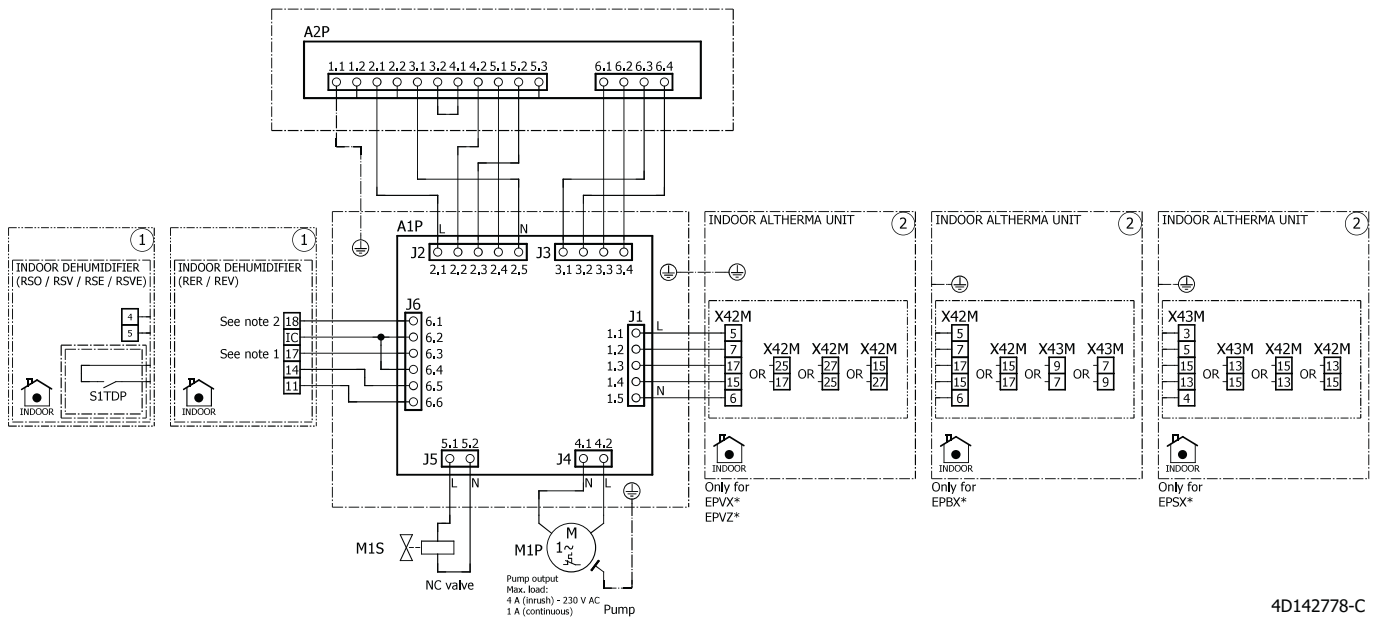 A2P
1.1 1.2 2.1 2.2 3.1 3.2 4.1 4.2 5.1 5.2 5.3
6.1 6.2 6.3 6.4
1
INDOOR DEHUMIDIFIER
(RSO / RSV / RSE / RSVE)
4
5
S1TDP
INDOOR
1
INDOOR DEHUMIDIFIER
(RER / REV)
See note 2 18
IC
See note 1 17
14
11
INDOOR
A1P
L N
J2
2.1 2.2 2.3 2.4 2.5
J3
3.1 3.2 3.3 3.4
J6
6.1
6.2
6.3
6.4
6.5
6.6
J1
1.1 L
1.2
1.3
1.4
1.5 N
5.1 5.2
J5
L N
4.1 4.2
J4
N L
M1S
NC valve
M1P
M
1~
Pump output
Max. load:
4 A (inrush) - 230 V AC
1 A (continuous)
Pump
INDOOR ALTHERMA UNIT 2
X42M
5
7 X42M X42M X42M
17 OR 25 OR 27 OR 15
15 17 25 27
6
INDOOR
Only for
EPVX*
EPVZ*
INDOOR ALTHERMA UNIT 2
X42M
5
7 X42M X43M X43M
17 OR 15 OR 9 OR 7
15 17 7 9
6
INDOOR
Only for
EPBX*
INDOOR ALTHERMA UNIT 2
X43M
3
5 X43M X42M X42M
15 OR 13 OR 15 OR 13
13 15 13 15
4
INDOOR
Only for
EPSX*
4D142778-C